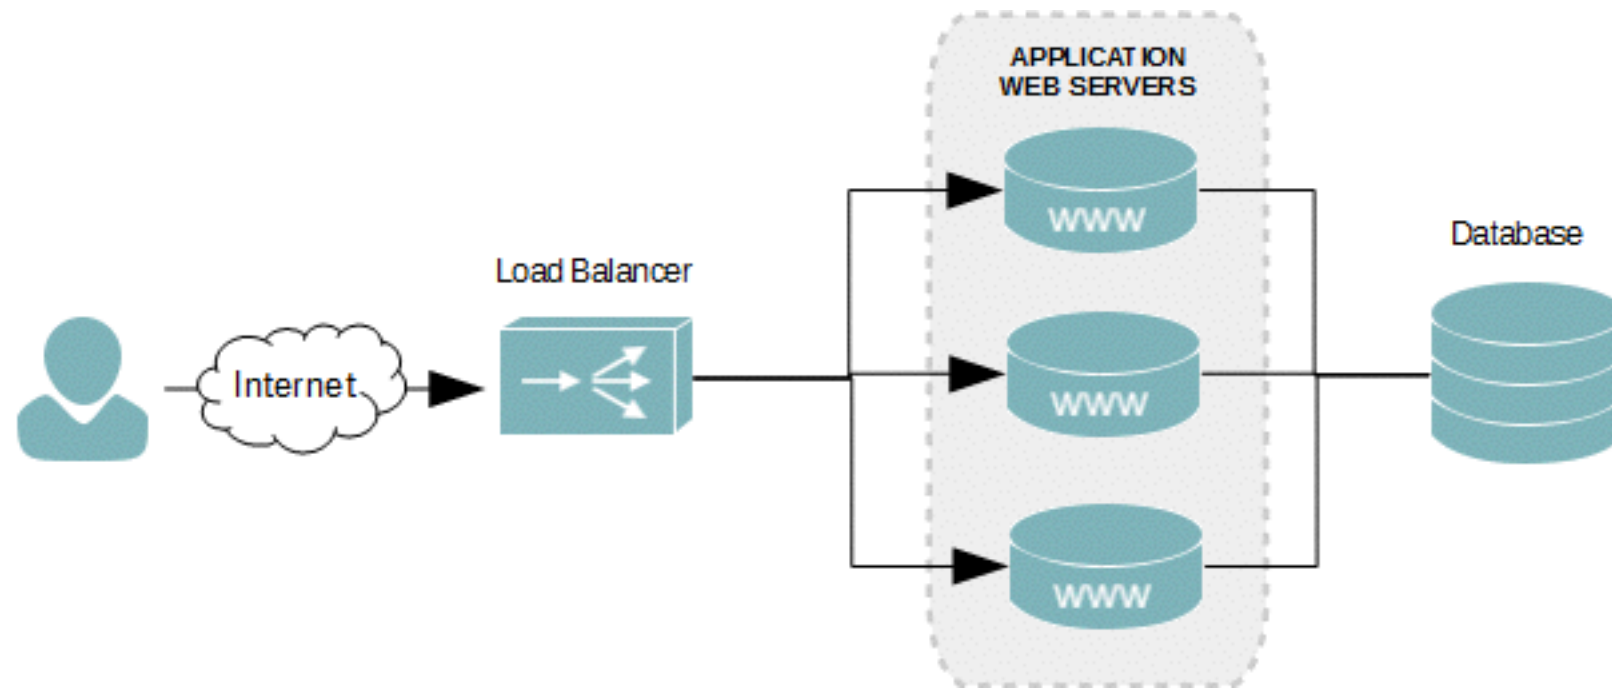 APPLICATION
WEB SERVERS
WWW
Database
Load Balancer
Internet
WWW
WWW